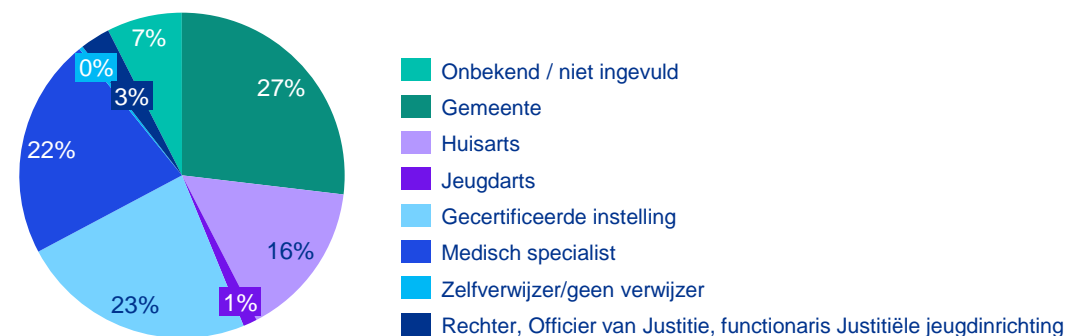 7%
0%
3%
27%
22%
16%
1%
23%
Onbekend / niet ingevuld
Gemeente
Huisarts
Jeugdarts
Gecertificeerde instelling
Medisch specialist
Zelfverwijzer/geen verwijzer
Rechter, Officier van Justitie, functionaris Justitiële jeugdinrichting